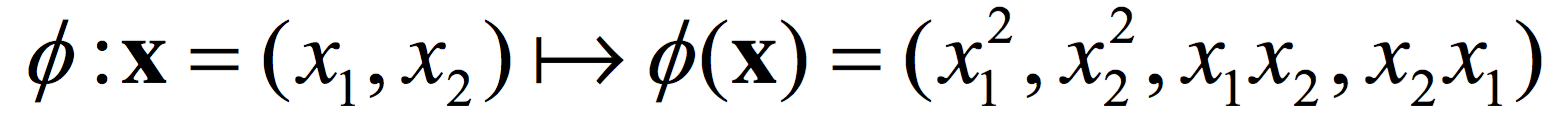 ϕ : 𝐱 = (x₁, x₂) ↦ ϕ(𝐱) = (x₁², x₂², x₁x₂, x₂x₁)